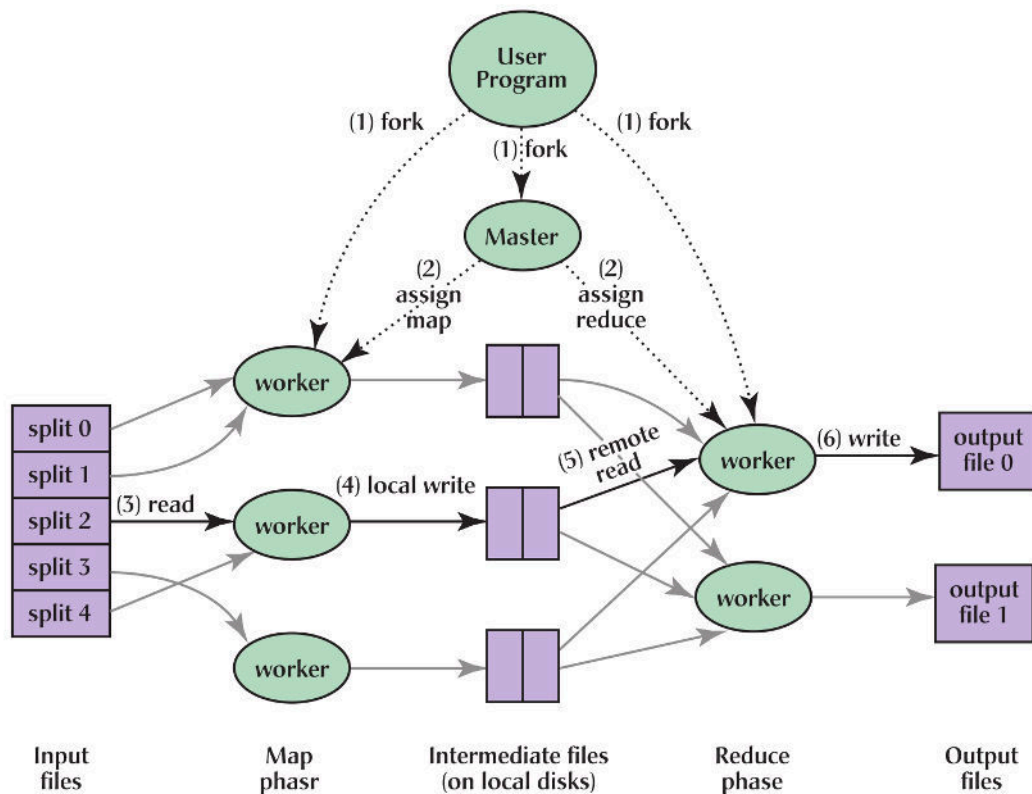 User
Program
(1) fork
(1) fork
(1) fork
Master
(2)
assign
map
(2)
assign
reduce
worker
split 0
split 1
split 2
split 3
split 4
(3) read
worker
(4) local write
(5) remote
read
worker
(6) write
output
file 0
worker
worker
output
file 1
Input
files
Map
phasr
Intermediate files
(on local disks)
Reduce
phase
Output
files